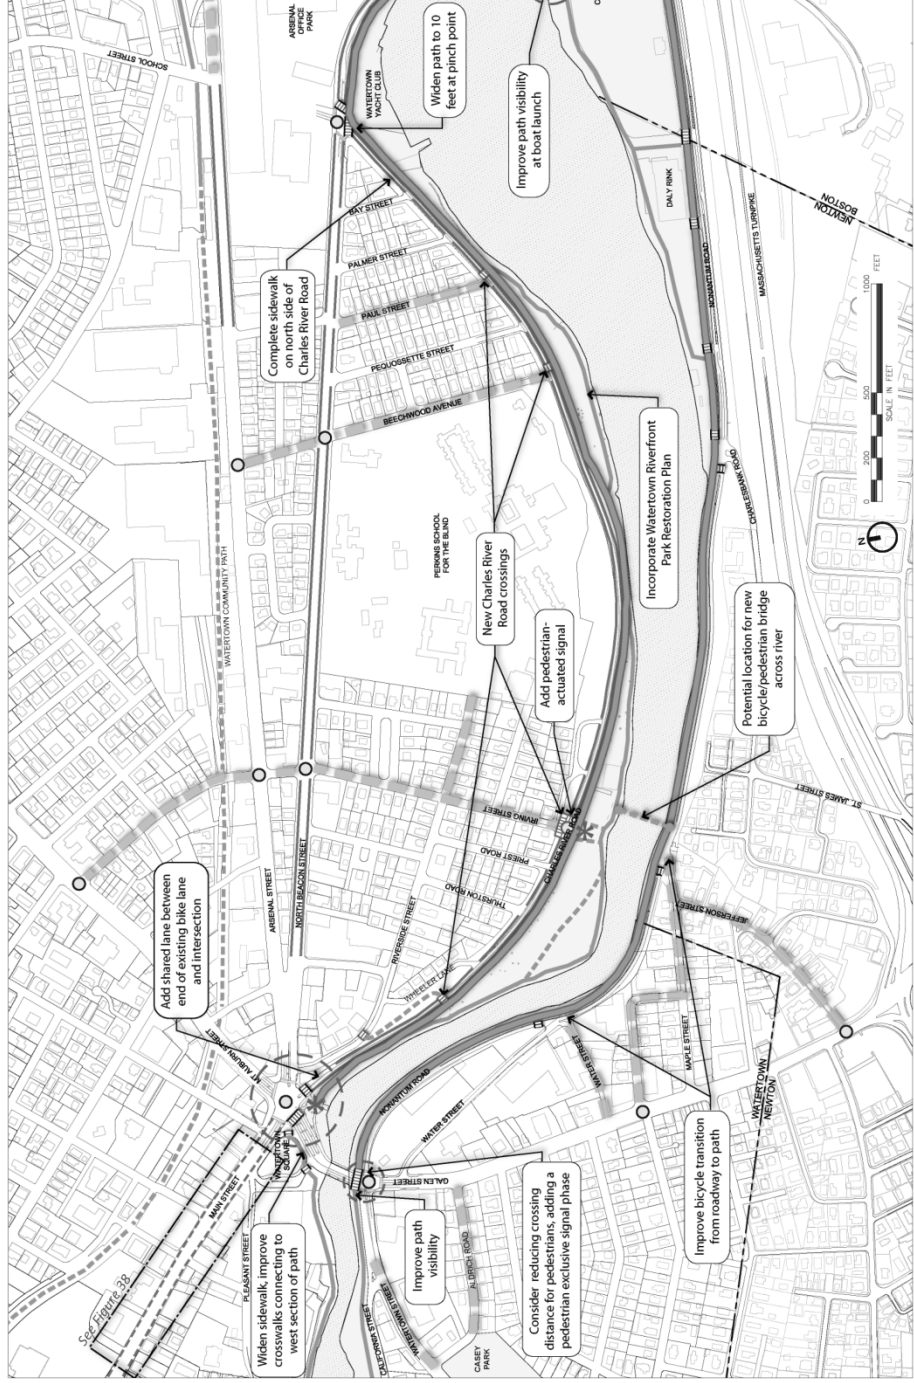 See Figure 38
Widen sidewalk, improve
crosswalks connecting to
west section of path
Add shared lane between
end of existing bike lane
and intersection
Complete sidewalk
on north side of
Charles River Road
Widen path to 10
feet at pinch point
Improve path visibility
at boat launch
New Charles River
Road crossings
Add pedestrian-
actuated signal
Incorporate Watertown Riverfront
Park Restoration Plan
Potential location for new
bicycle/pedestrian bridge
across river
Improve path
visibility
Consider reducing crossing
distance for pedestrians, adding a
pedestrian exclusive signal phase
Improve bicycle transition
from roadway to path
SCHOOL STREET
ARSENAL
OFFICE
PARK
WATERTOWN
YACHT CLUB
BAY STREET
PALMER STREET
PAUL STREET
PEQUOSSETTE STREET
BEECHWOOD AVENUE
WATERTOWN COMMUNITY PATH
PERKINS SCHOOL
FOR THE BLIND
ARSENAL STREET
NORTH BEACON STREET
IRVING STREET
PRIEST ROAD
THURSTON ROAD
CHARLES RIVER ROAD
RIVERSIDE STREET
WHEELER LANE
MT AUBURN STREET
WATERTOWN
SQUARE
MAIN STREET
PLEASANT STREET
CALIFORNIA STREET
WATERTOWN STREET
CASEY
PARK
ALDRICH ROAD
GALEN STREET
WATER STREET
NONANTUM ROAD
WATER STREET
MAPLE STREET
JEFFERSON STREET
WATERTOWN
NEWTON
ST. JAMES STREET
CHARLESBANK ROAD
NONANTUM ROAD
DALY RINK
MASSACHUSETTS TURNPIKE
NEWTON
BOSTON
N
0 200 500 1000 FEET
SCALE IN FEET